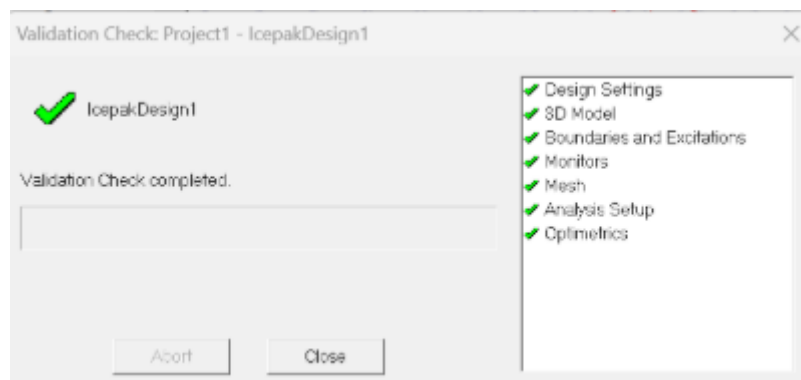 Validation Check: Project1 - IcepakDesign1
IcepakDesign1
Validation Check completed.
Abort
Close
Design Settings
3D Model
Boundaries and Excitations
Monitors
Mesh
Analysis Setup
Optimetrics